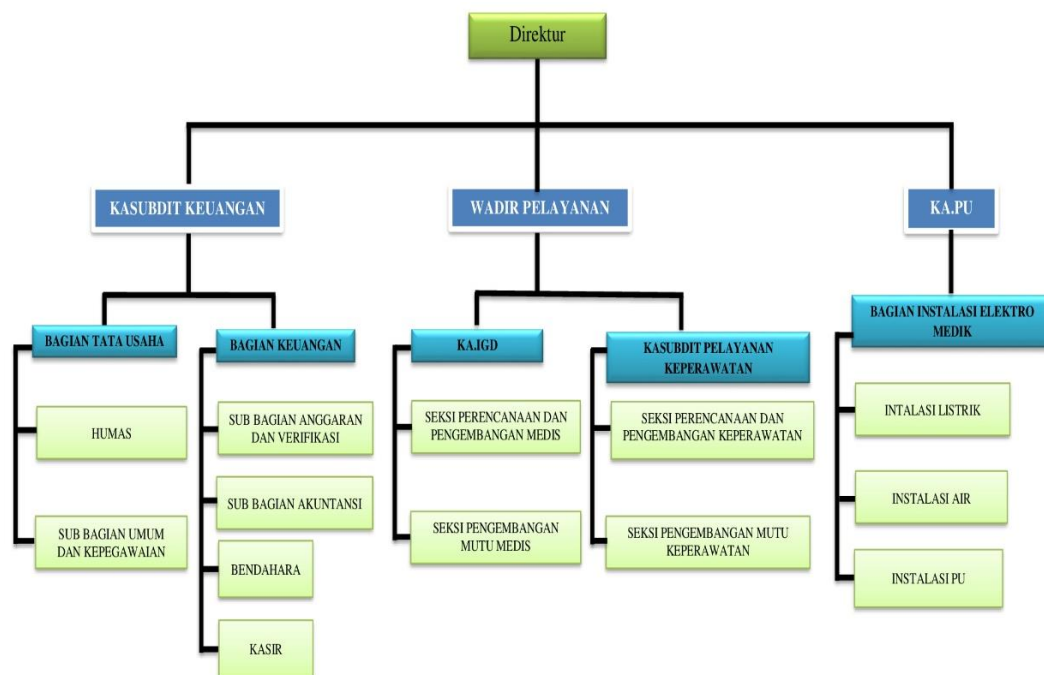 Direktur
KASUBDIT KEUANGAN
WADIR PELAYANAN
KA.PU
BAGIAN TATA USAHA
HUMAS
SUB BAGIAN UMUM
DAN KEPEGAWAIAN
BAGIAN KEUANGAN
SUB BAGIAN ANGGARAN
DAN VERIFIKASI
SUB BAGIAN AKUNTANSI
BENDAHARA
KASIR
KA.IGD
SEKSI PERENCANAAN DAN
PENGEMBANGAN MEDIS
SEKSI PENGEMBANGAN
MUTU MEDIS
KASUBDIT PELAYANAN
KEPERAWATAN
SEKSI PERENCANAAN DAN
PENGEMBANGAN KEPERAWATAN
SEKSI PENGEMBANGAN MUTU
KEPERAWATAN
BAGIAN INSTALASI ELEKTRO
MEDIK
INTALASI LISTRIK
INSTALASI AIR
INSTALASI PU